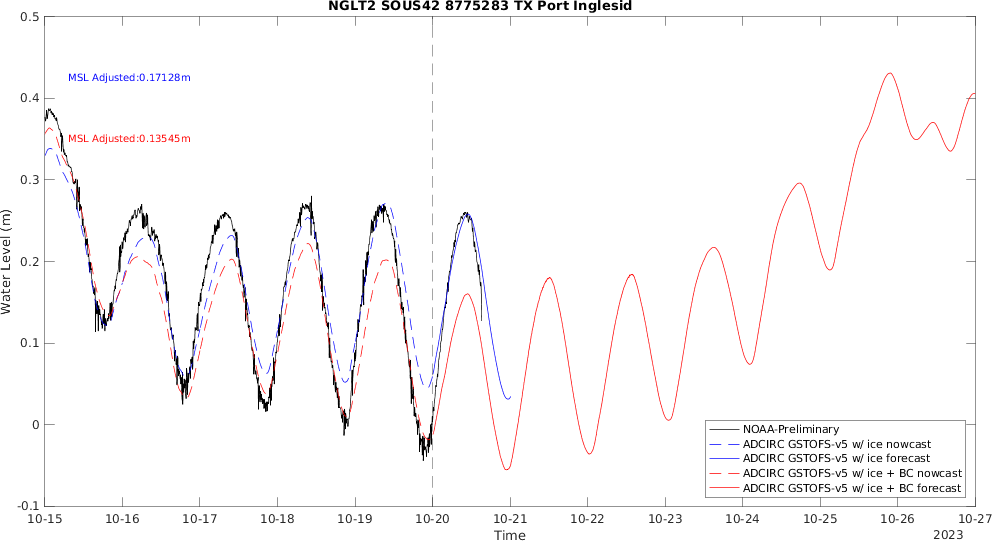 NGLT2 SOUS42 8775283 TX Port Inglesid
MSL Adjusted:0.17128m
MSL Adjusted:0.13545m
Water Level (m)
0.5
0.4
0.3
0.2
0.1
0
-0.1
NOAA-Preliminary
ADCIRC GSTOFS-v5 w/ ice nowcast
ADCIRC GSTOFS-v5 w/ ice forecast
ADCIRC GSTOFS-v5 w/ ice + BC nowcast
ADCIRC GSTOFS-v5 w/ ice + BC forecast
10-15 10-16 10-17 10-18 10-19 10-20 10-21 10-22 10-23 10-24 10-25 10-26 10-27
Time
2023